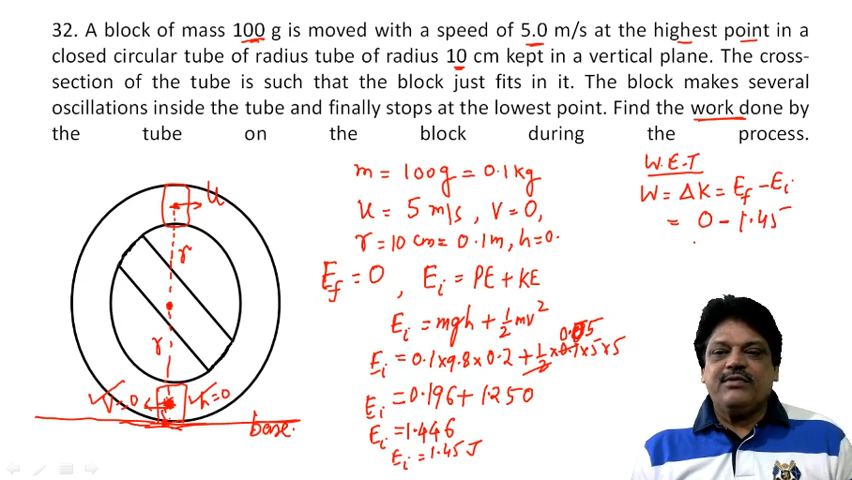 32. A block of mass 100 g is moved with a speed of 5.0 m/s at the highest point in a
closed circular tube of radius tube of radius 10 cm kept in a vertical plane. The cross-
section of the tube is such that the block just fits in it. The block makes several
oscillations inside the tube and finally stops at the lowest point. Find the work done by
the tube on the block during the process.
m = 100g = 0.1kg
u = 5 m/s, v = 0,
r = 10 cm = 0.1m, h = 0.
E_f = 0, E_i = PE + KE
E_i = mgh + 1/2 mv²
E_i = 0.1×9.8×0.2 + 1/2×0.1×5×5
0.05
E_i = 0.196 + 1.250
E_i = 1.446
E_i = 1.45 J
W.E.T
W = ΔK = E_f − E_i
= 0 − 1.45
u
r
r
v=0
h=0
base.